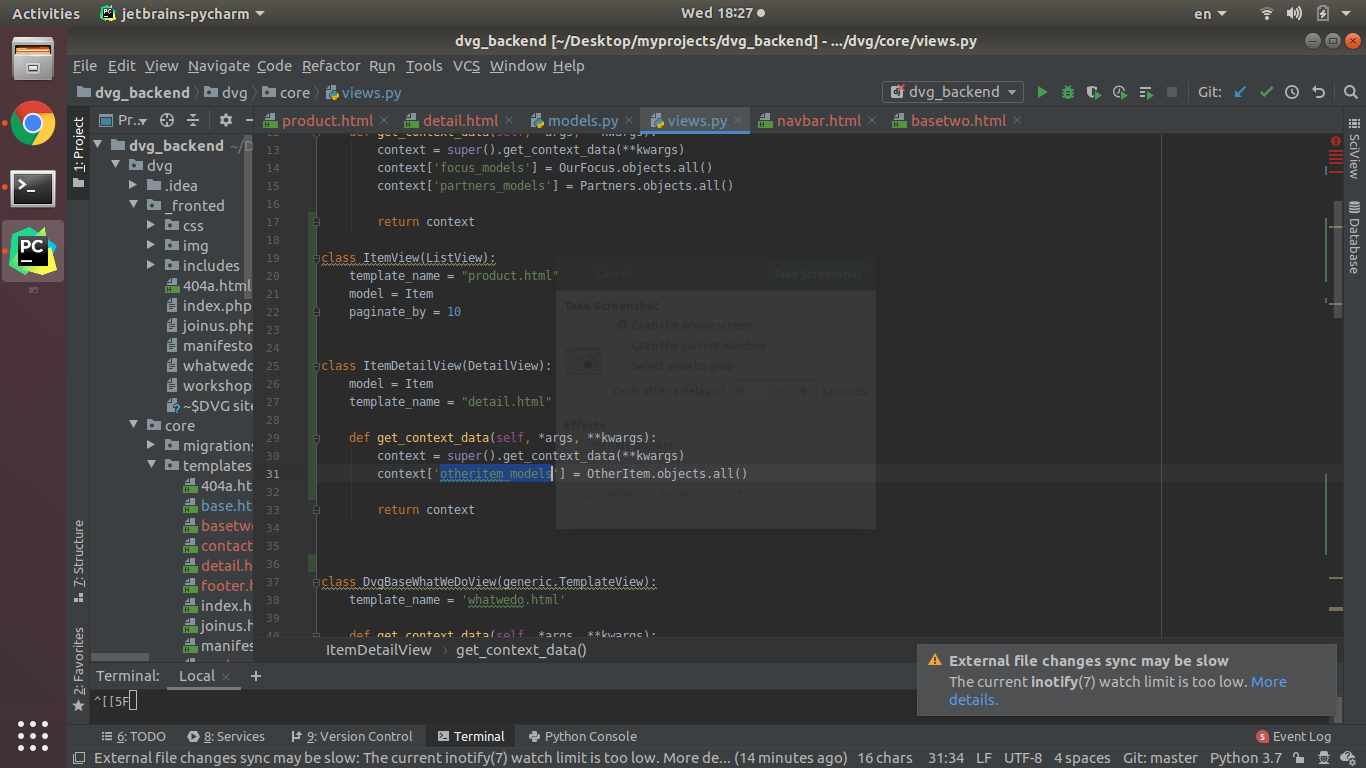 Activities
jetbrains-pycharm
Wed 18:27
en
dvg_backend [~/Desktop/myprojects/dvg_backend] - .../dvg/core/views.py
File Edit View Navigate Code Refactor Run Tools VCS Window Help
dvg_backend dvg core views.py
dvg_backend
Git:
1: Project
Pr..
product.html detail.html models.py views.py navbar.html basetwo.html
dvg_backend ~/D
dvg
.idea
_fronted
css
img
includes
404a.html
index.php
joinus.php
manifesto
whatwedo
workshops
~$DVG site
core
migrations
templates
404a.ht
base.ht
basetwo
contact
detail.h
footer.h
index.h
joinus.h
manifes
12 def get_context_data(self, *args, **kwargs):
13 context = super().get_context_data(**kwargs)
14 context['focus_models'] = OurFocus.objects.all()
15 context['partners_models'] = Partners.objects.all()
16
17 return context
18
19 class ItemView(ListView):
20 template_name = "product.html"
21 model = Item
22 paginate_by = 10
23
24
25 class ItemDetailView(DetailView):
26 model = Item
27 template_name = "detail.html"
28
29 def get_context_data(self, *args, **kwargs):
30 context = super().get_context_data(**kwargs)
31 context['otheritem_models'] = OtherItem.objects.all()
32
33 return context
34
35
36
37 class DvgBaseWhatWeDoView(generic.TemplateView):
38 template_name = 'whatwedo.html'
39
40 def get_context_data(self, *args, **kwargs):
Cancel
Take Screenshot
Take Screenshot
Grab the whole screen
Grab the current window
Select area to grab
Grab after a delay of 0 - + seconds
Effects
Apply effect: None
SciView
Database
7: Structure
2: Favorites
ItemDetailView get_context_data()
Terminal: Local +
^[[5F
External file changes sync may be slow
The current inotify(7) watch limit is too low. More
details.
6: TODO 8: Services 9: Version Control Terminal Python Console
5 Event Log
External file changes sync may be slow: The current inotify(7) watch limit is too low. More de... (14 minutes ago) 16 chars 31:34 LF UTF-8 4 spaces Git: master Python 3.7